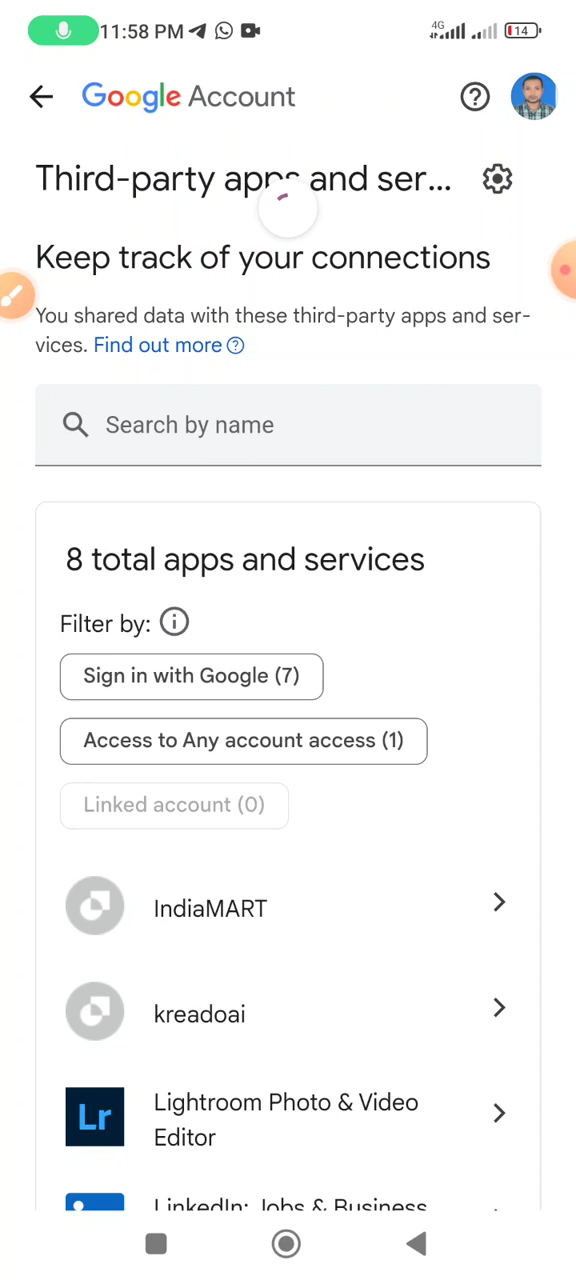 11:58 PM
4G
14
Google Account
Third-party apps and ser...
Keep track of your connections
You shared data with these third-party apps and ser-
vices. Find out more
Search by name
8 total apps and services
Filter by:
Sign in with Google (7)
Access to Any account access (1)
Linked account (0)
IndiaMART
kreadoai
Lr
Lightroom Photo & Video
Editor
LinkedIn: Jobs & Business